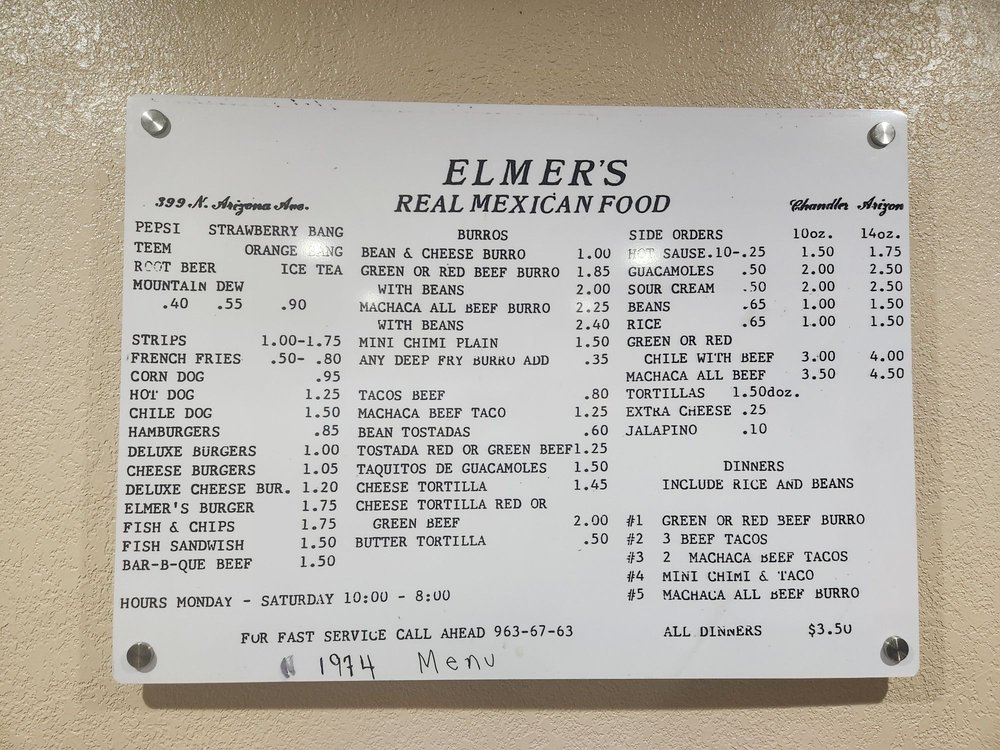 ELMER'S
REAL MEXICAN FOOD
399 N. Arizona Ave.
Chandler Arizon
PEPSI STRAWBERRY BANG
TEEM ORANGE BANG
ROOT BEER ICE TEA
MOUNTAIN DEW
.40 .55 .90
STRIPS 1.00-1.75
FRENCH FRIES .50- .80
CORN DOG .95
HOT DOG 1.25
CHILE DOG 1.50
HAMBURGERS .85
DELUXE BURGERS 1.00
CHEESE BURGERS 1.05
DELUXE CHEESE BUR. 1.20
ELMER'S BURGER 1.75
FISH & CHIPS 1.75
FISH SANDWISH 1.50
BAR-B-QUE BEEF 1.50
BURROS
BEAN & CHEESE BURRO 1.00
GREEN OR RED BEEF BURRO 1.85
WITH BEANS 2.00
MACHACA ALL BEEF BURRO 2.25
WITH BEANS 2.40
MINI CHIMI PLAIN 1.50
ANY DEEP FRY BURRO ADD .35
TACOS BEEF .80
MACHACA BEEF TACO 1.25
BEAN TOSTADAS .60
TOSTADA RED OR GREEN BEEF 1.25
TAQUITOS DE GUACAMOLES 1.50
CHEESE TORTILLA 1.45
CHEESE TORTILLA RED OR
GREEN BEEF 2.00
BUTTER TORTILLA .50
SIDE ORDERS 10oz. 14oz.
HOT SAUSE.10-.25 1.50 1.75
GUACAMOLES .50 2.00 2.50
SOUR CREAM .50 2.00 2.50
BEANS .65 1.00 1.50
RICE .65 1.00 1.50
GREEN OR RED
CHILE WITH BEEF 3.00 4.00
MACHACA ALL BEEF 3.50 4.50
TORTILLAS 1.50doz.
EXTRA CHEESE .25
JALAPINO .10
DINNERS
INCLUDE RICE AND BEANS
#1 GREEN OR RED BEEF BURRO
#2 3 BEEF TACOS
#3 2 MACHACA BEEF TACOS
#4 MINI CHIMI & TACO
#5 MACHACA ALL BEEF BURRO
ALL DINNERS $3.50
HOURS MONDAY - SATURDAY 10:00 - 8:00
FOR FAST SERVICE CALL AHEAD 963-67-63
1974 Menu